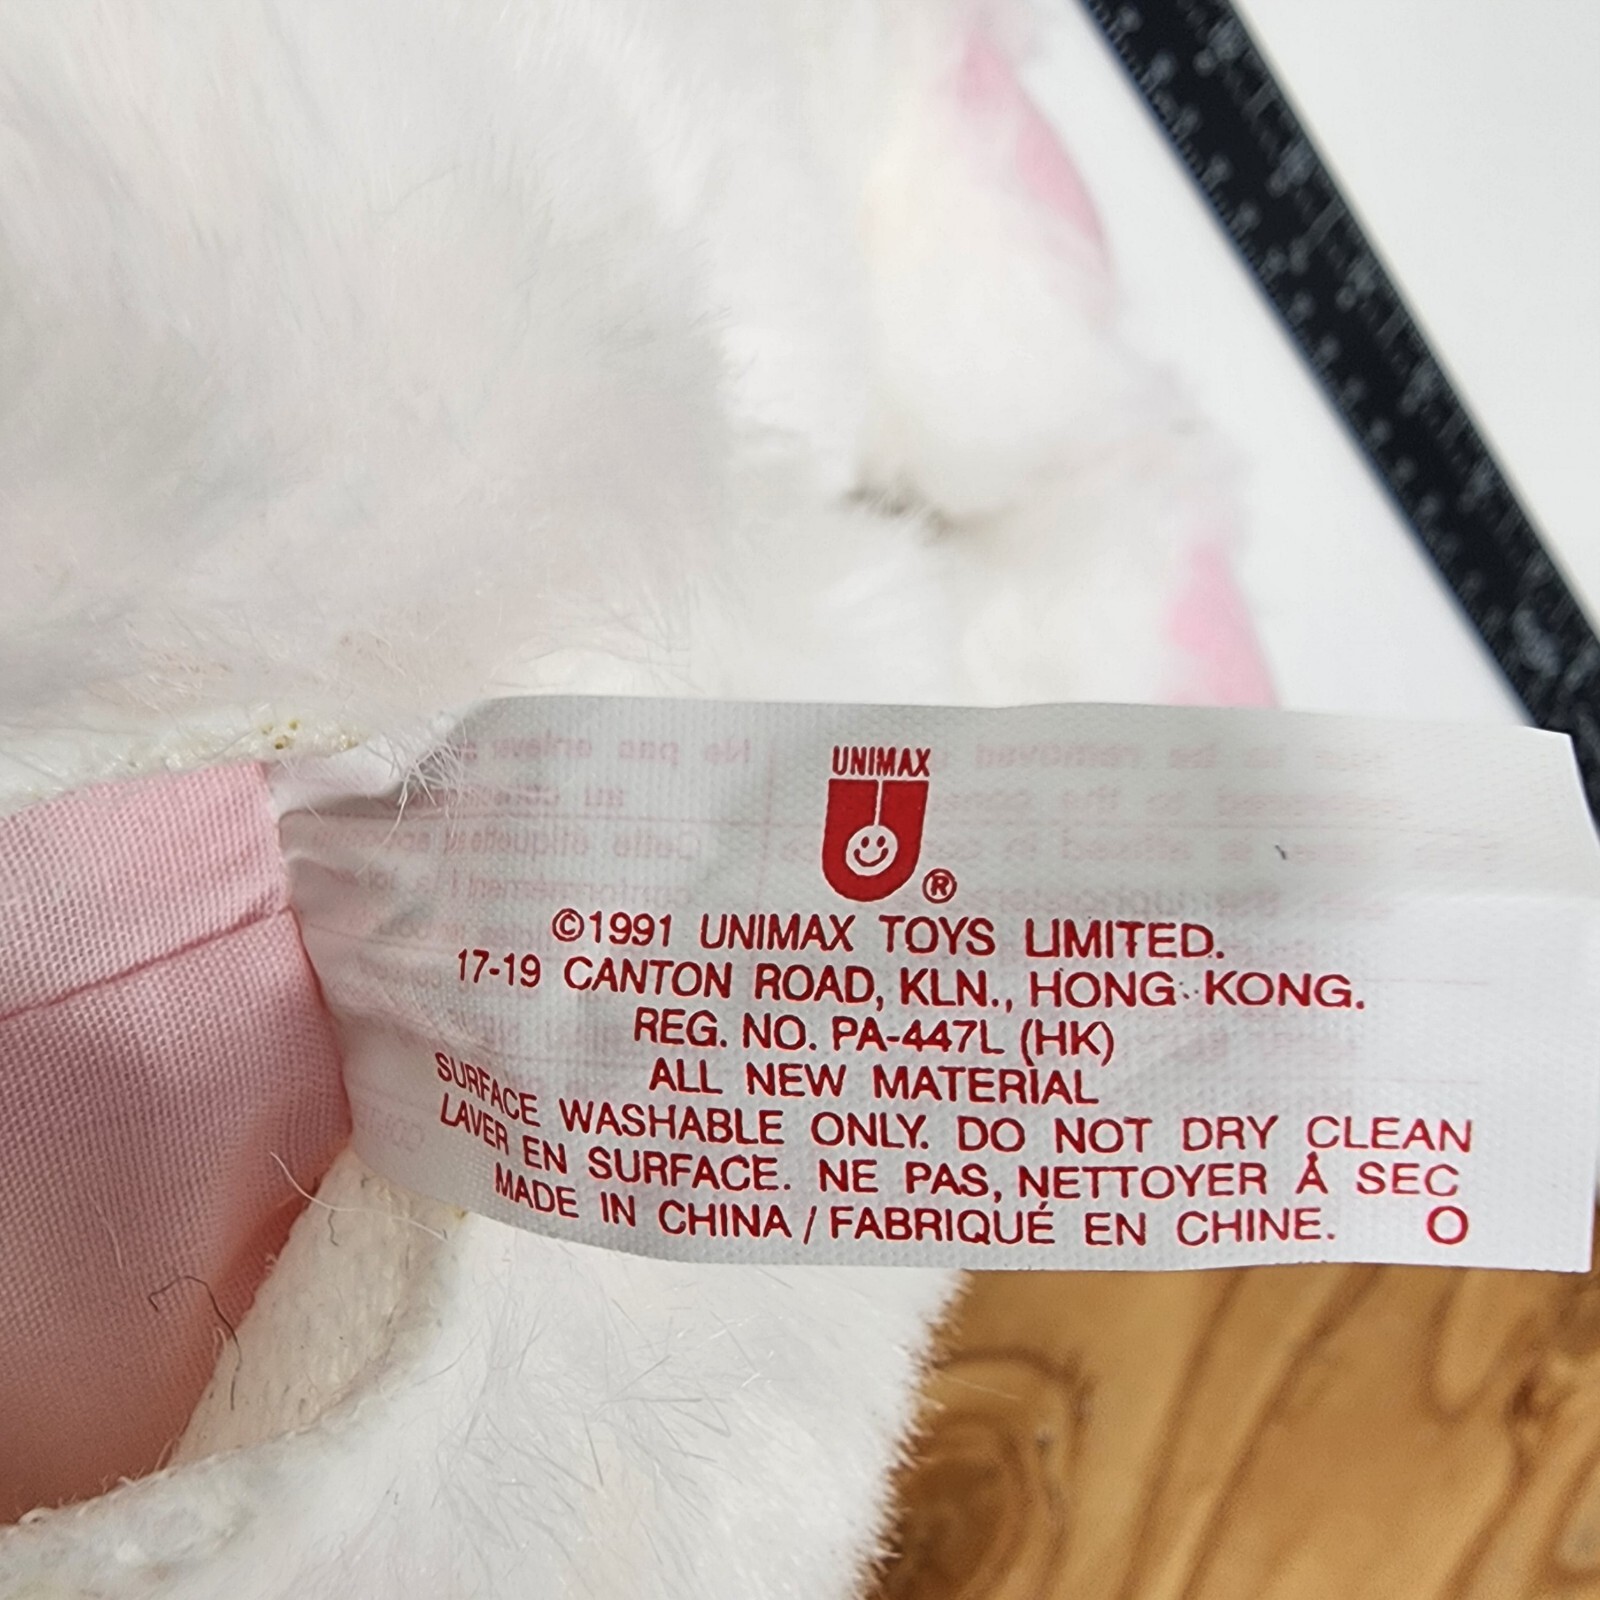 UNIMAX
®
©1991 UNIMAX TOYS LIMITED.
17-19 CANTON ROAD, KLN., HONG KONG.
REG. NO. PA-447L (HK)
ALL NEW MATERIAL
SURFACE WASHABLE ONLY. DO NOT DRY CLEAN
LAVER EN SURFACE. NE PAS, NETTOYER À SEC
MADE IN CHINA / FABRIQUÉ EN CHINE. O